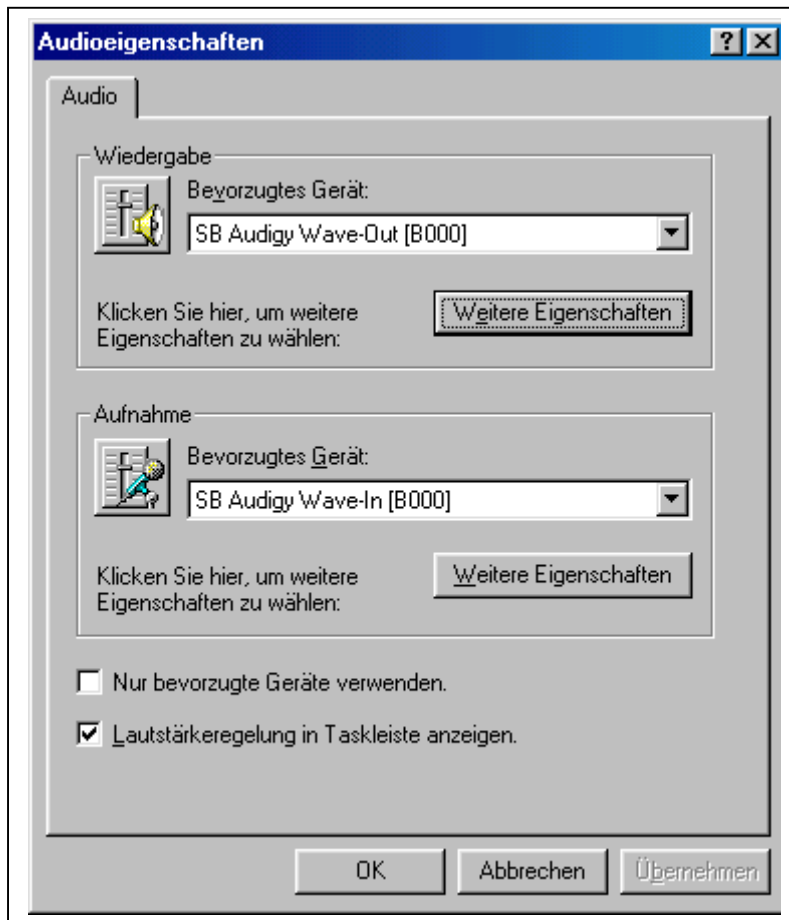 Audioeigenschaften
Audio
Wiedergabe
Bevorzugtes Gerät:
SB Audigy Wave-Out [B000]
Klicken Sie hier, um weitere
Eigenschaften zu wählen:
Weitere Eigenschaften
Aufnahme
Bevorzugtes Gerät:
SB Audigy Wave-In [B000]
Klicken Sie hier, um weitere
Eigenschaften zu wählen:
Weitere Eigenschaften
Nur bevorzugte Geräte verwenden.
Lautstärkeregelung in Taskleiste anzeigen.
OK Abbrechen Übernehmen